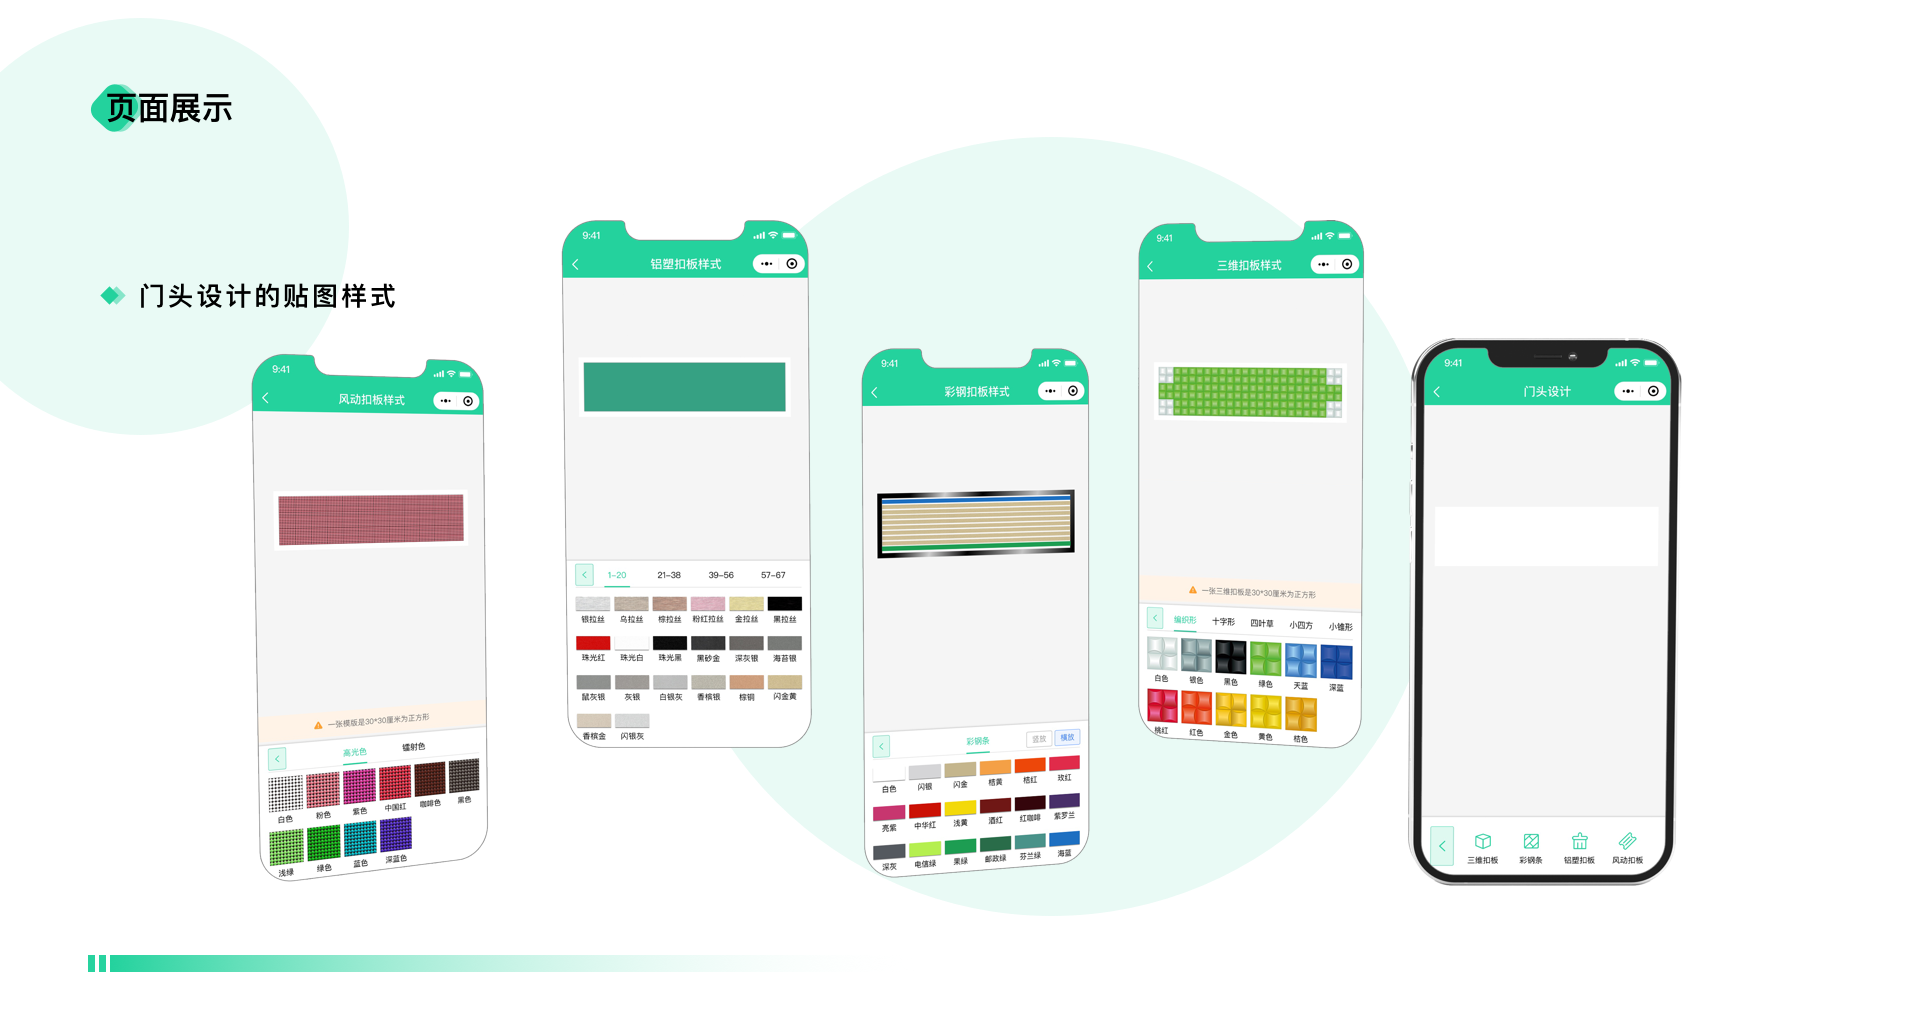 页面展示
门头设计的贴图样式
9:41
风动扣板样式
一张模版是30*30厘米为正方形
高光色 镭射色
白色 粉色 紫色 中国红 咖啡色 黑色
浅绿 绿色 蓝色 深蓝色
9:41
铝塑扣板样式
1-20 21-38 39-56 57-67
银拉丝 乌拉丝 棕拉丝 粉红拉丝 金拉丝 黑拉丝
珠光红 珠光白 珠光黑 黑砂金 深灰银 海苔银
鼠灰银 灰银 白银灰 香槟银 棕铜 闪金黄
香槟金 闪银灰
9:41
彩钢扣板样式
彩钢条 竖放 横放
白色 闪银 闪金 桔黄 桔红 玫红
亮紫 中华红 浅黄 酒红 红咖啡 紫罗兰
深灰 电信绿 果绿 邮政绿 芬兰绿 海蓝
9:41
三维扣板样式
一张三维扣板是30*30厘米为正方形
编织形 十字形 四叶草 小四方 小锥形
白色 银色 黑色 绿色 天蓝 深蓝
桃红 红色 金色 黄色 桔色
9:41
门头设计
三维扣板 彩钢条 铝塑扣板 风动扣板